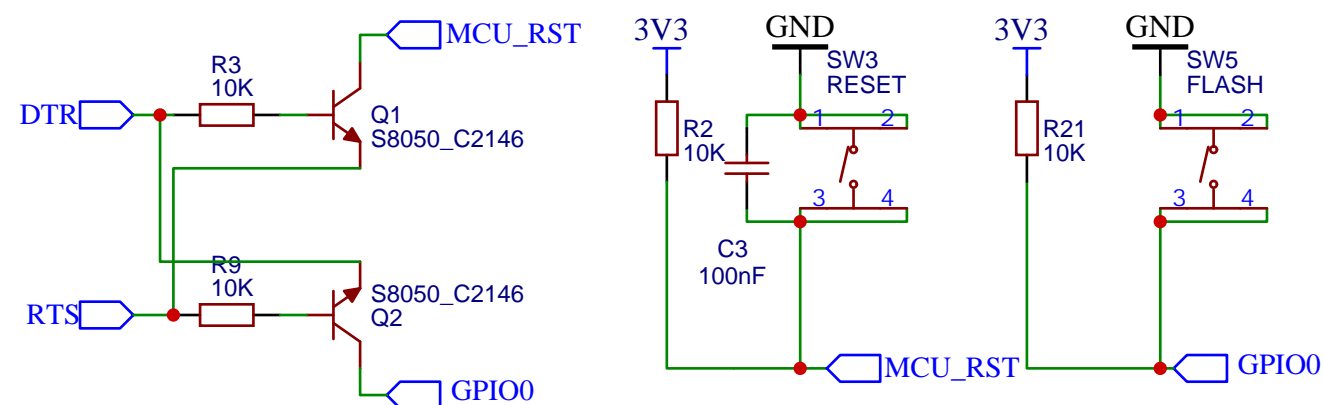 DTR
R3
10K
MCU_RST
Q1
S8050_C2146
RTS
R9
10K
S8050_C2146
Q2
GPIO0
3V3
R2
10K
GND
SW3
RESET
1
2
3
4
C3
100nF
MCU_RST
3V3
R21
10K
GND
SW5
FLASH
1
2
3
4
GPIO0